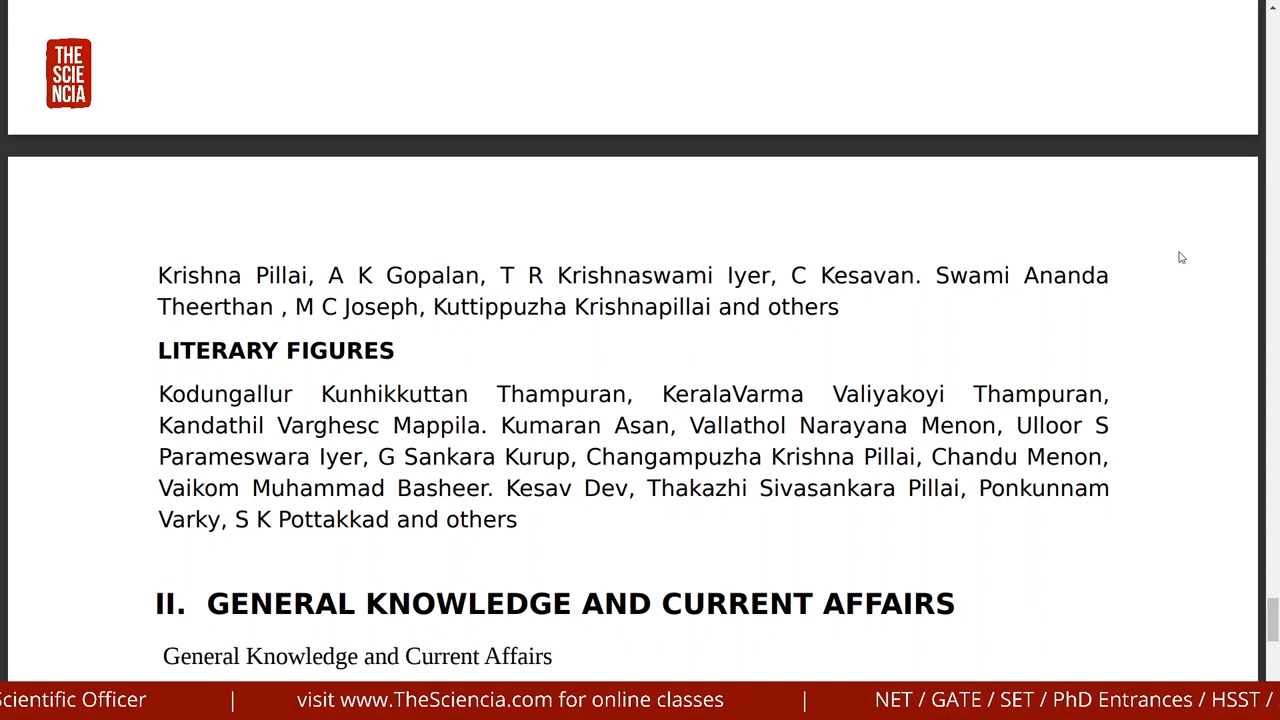 THE
SCIE
NCIA
Krishna Pillai, A K Gopalan, T R Krishnaswami Iyer, C Kesavan. Swami Ananda
Theerthan , M C Joseph, Kuttippuzha Krishnapillai and others
LITERARY FIGURES
Kodungallur Kunhikkuttan Thampuran, KeralaVarma Valiyakoyi Thampuran,
Kandathil Varghesc Mappila. Kumaran Asan, Vallathol Narayana Menon, Ulloor S
Parameswara Iyer, G Sankara Kurup, Changampuzha Krishna Pillai, Chandu Menon,
Vaikom Muhammad Basheer. Kesav Dev, Thakazhi Sivasankara Pillai, Ponkunnam
Varky, S K Pottakkad and others
II. GENERAL KNOWLEDGE AND CURRENT AFFAIRS
General Knowledge and Current Affairs
cientific Officer | visit www.TheSciencia.com for online classes | NET / GATE / SET / PhD Entrances / HSST /